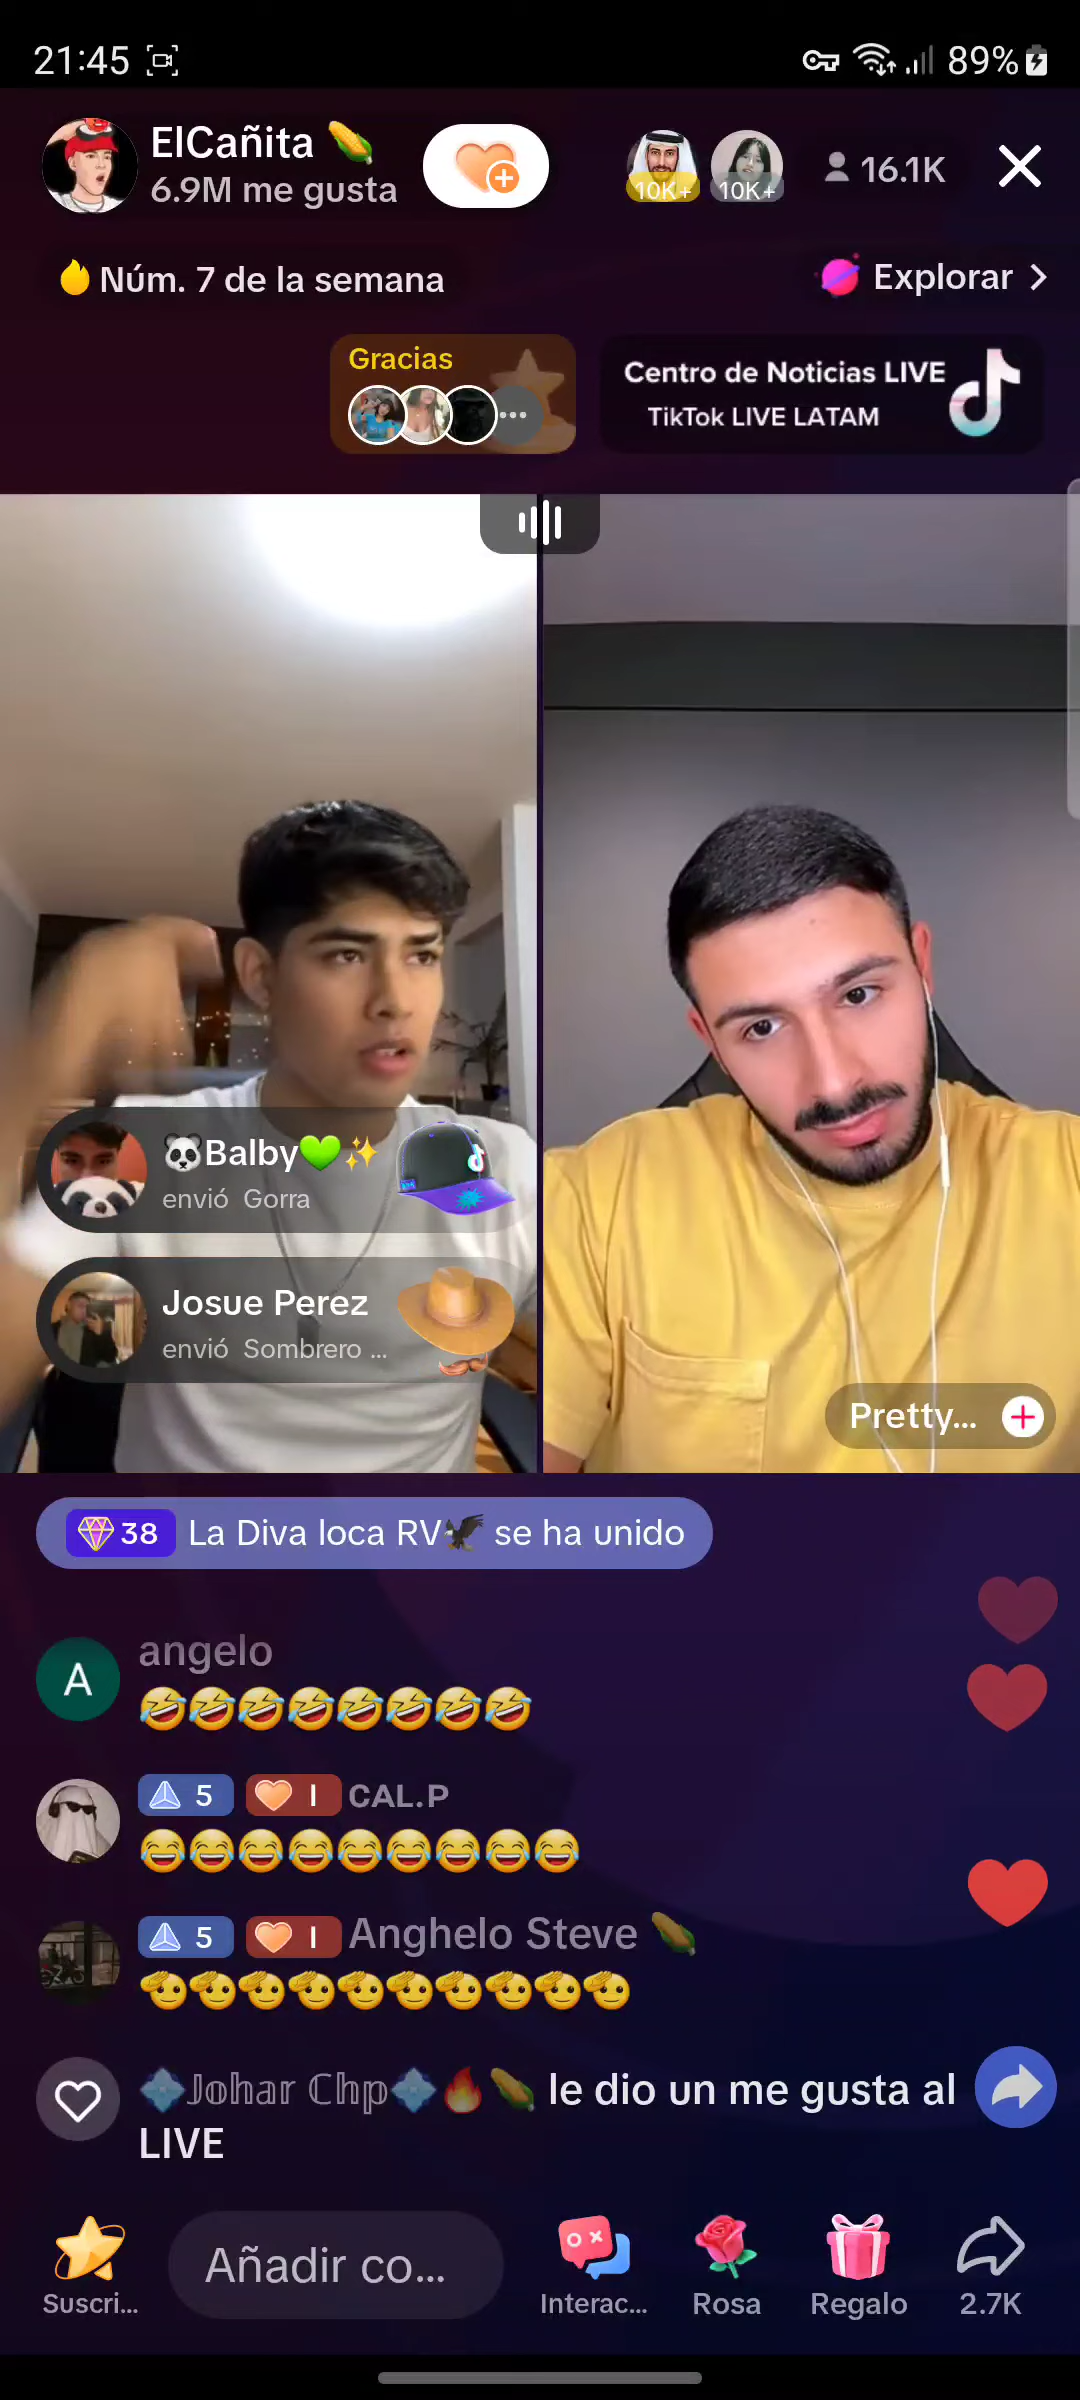 21:45
89%
ElCañita 🌽
6.9M me gusta
10K+
10K+
16.1K
Núm. 7 de la semana
Explorar
Gracias
Centro de Noticias LIVE
TikTok LIVE LATAM
🐼Balby💚✨
envió Gorra
Josue Perez
envió Sombrero ...
Pretty...
38 La Diva loca RV🦅 se ha unido
A
angelo
🤣🤣🤣🤣🤣🤣🤣🤣
5 I CAL.P
😂😂😂😂😂😂😂😂😂
5 I Anghelo Steve 🌽
🫡🫡🫡🫡🫡🫡🫡🫡🫡🫡
💠𝕁𝕠𝕙𝕒𝕣 ℂ𝕙𝕡💠🔥🌽 le dio un me gusta al
LIVE
Añadir co...
Suscri...
Interac...
Rosa
Regalo
2.7K